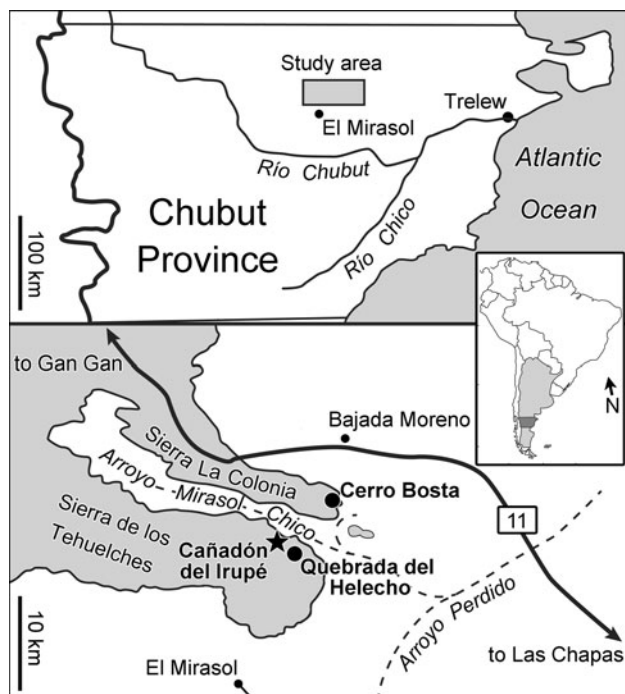 Study area
El Mirasol
Trelew
Río Chubut
Atlantic
Ocean
Chubut
Province
Río Chico
100 km
N
to Gan Gan
Bajada Moreno
Sierra La Colonia
Arroyo Mirasol Chico
Cerro Bosta
11
Sierra de los
Tehuelches
Cañadón
del Irupé
Quebrada del
Helecho
Arroyo Perdido
10 km
El Mirasol
to Las Chapas